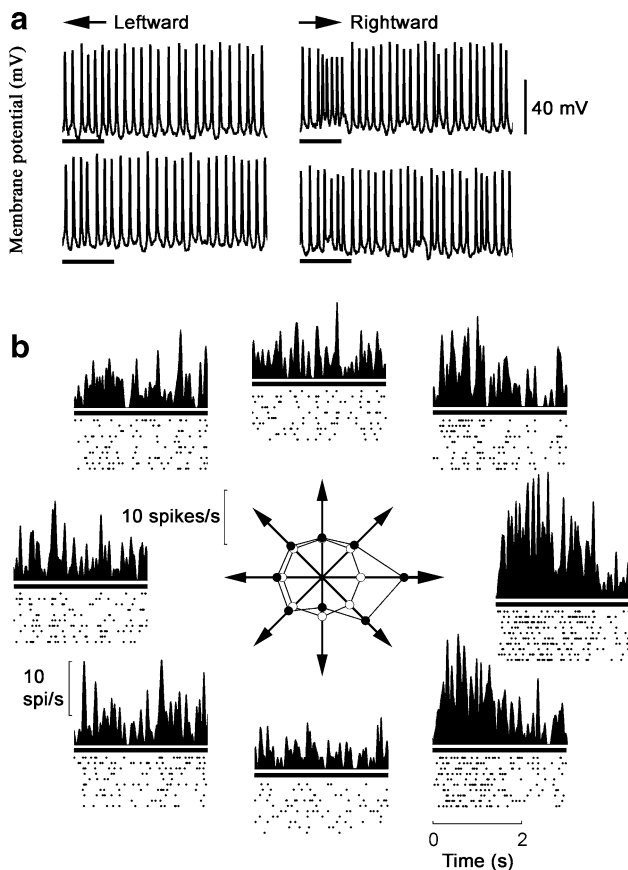 a
Leftward
Rightward
Membrane potential (mV)
40 mV
b
10 spikes/s
10
spi/s
0 2
Time (s)